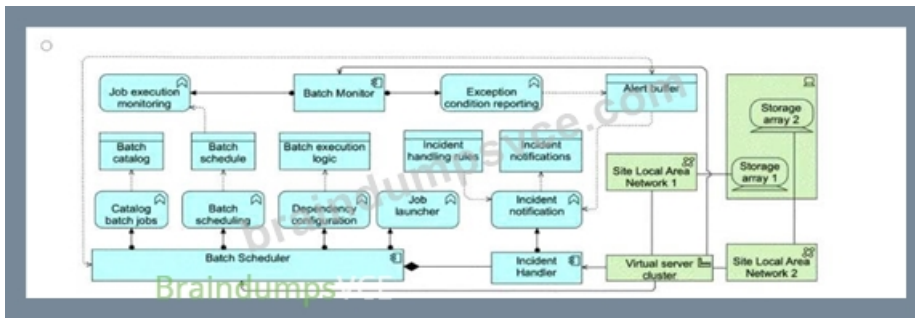 Job execution
monitoring
Batch Monitor
Exception
condition reporting
Alert buffer
Storage
array 2
Batch
catalog
Batch
schedule
Batch execution
logic
Incident
handling rules
Incident
notifications
Site Local Area
Network 1
Storage
array 1
Catalog
batch jobs
Batch
scheduling
Dependency
configuration
Job
launcher
Incident
notification
Batch Scheduler
Incident
Handler
Virtual server
cluster
Site Local Area
Network 2
braindumpsvce.com
BraindumpsVCE